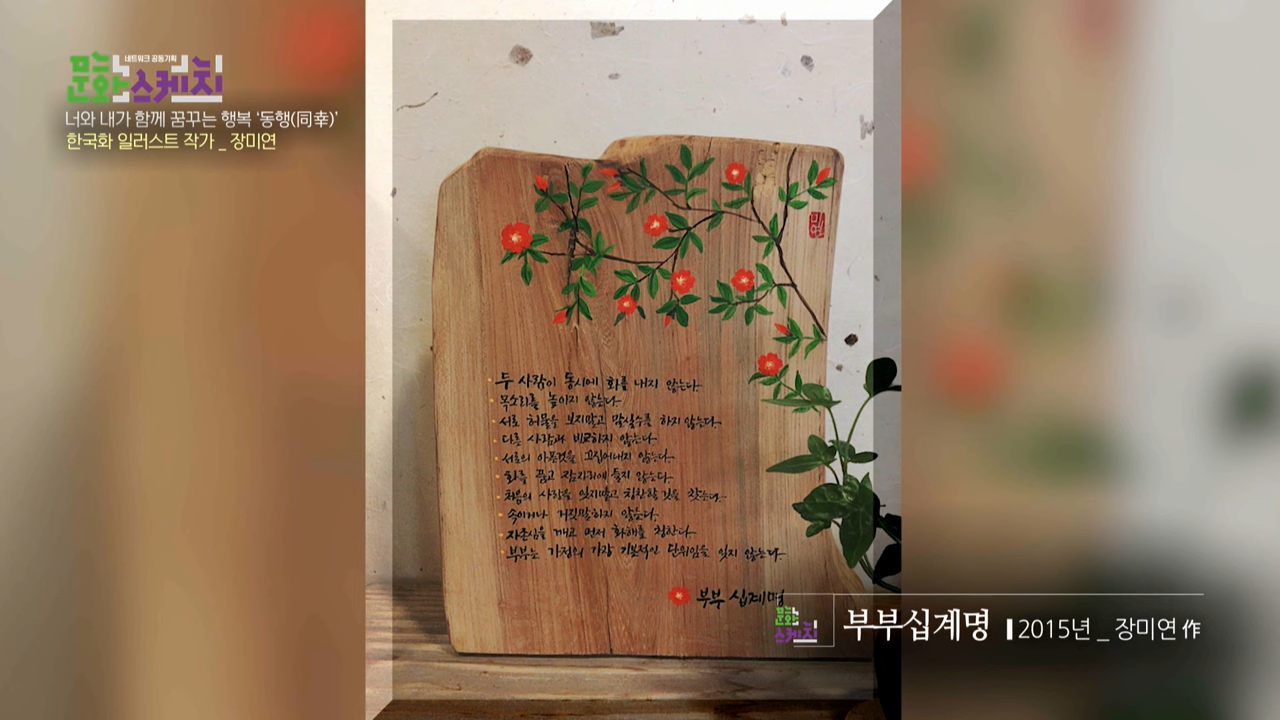 네트워크 공동기획
문화스케치
너와 내가 함께 꿈꾸는 행복 ‘동행(同幸)’
한국화 일러스트 작가 _ 장미연
미연
두 사람이 동시에 화를 내지 않는다.
목소리를 높이지 않는다.
서로 허물을 보지말고 말실수를 하지 않는다.
다른 사람과 비교하지 않는다.
서로의 아픈것을 끄집어내지 않는다.
화를 품고 잠자리에 들지 않는다.
처음의 사랑을 잊지말고 칭찬할 것을 찾는다.
속이거나 거짓말하지 않는다.
자존심을 깨고 먼저 화해를 청한다.
부부는 가정의 가장 기본적인 단위임을 잊지 않는다.
부부 십계명
문화스케치
부부십계명 2015년 _ 장미연 作